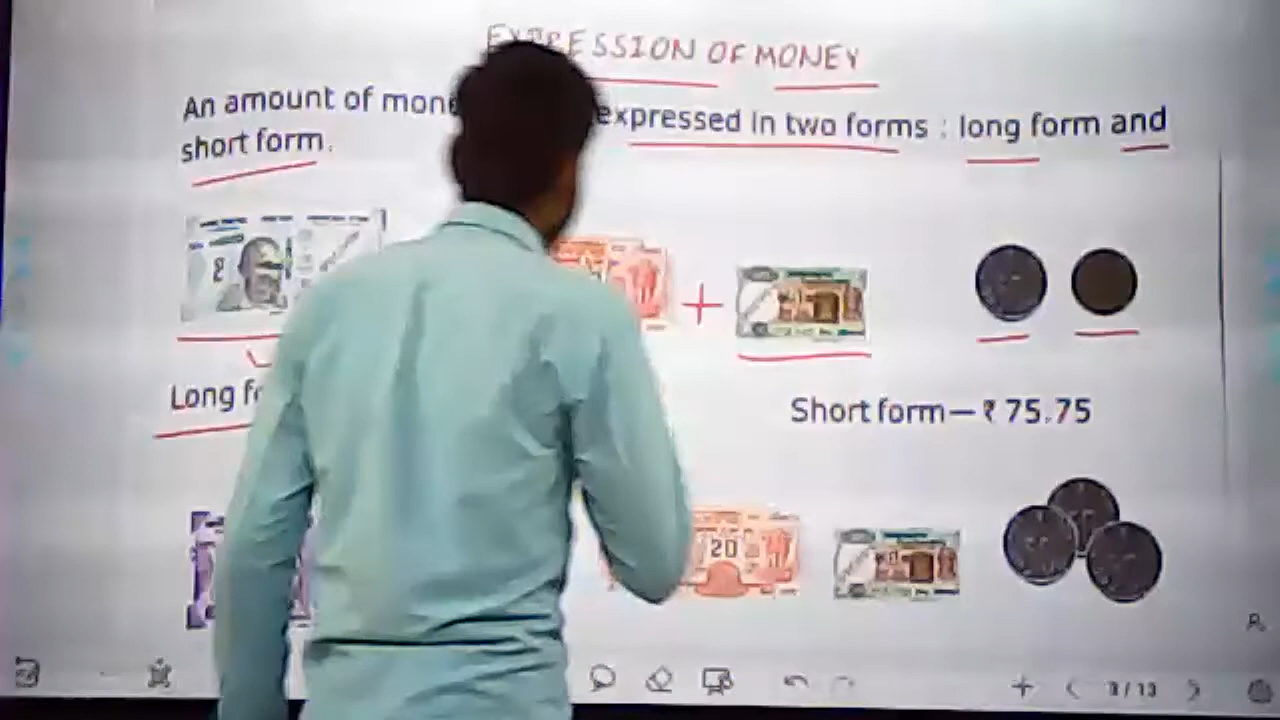 EXPRESSION OF MONEY
An amount of expressed in two forms : long form and
short form.
+
Long
Short form— ₹ 75.75
20
3/13